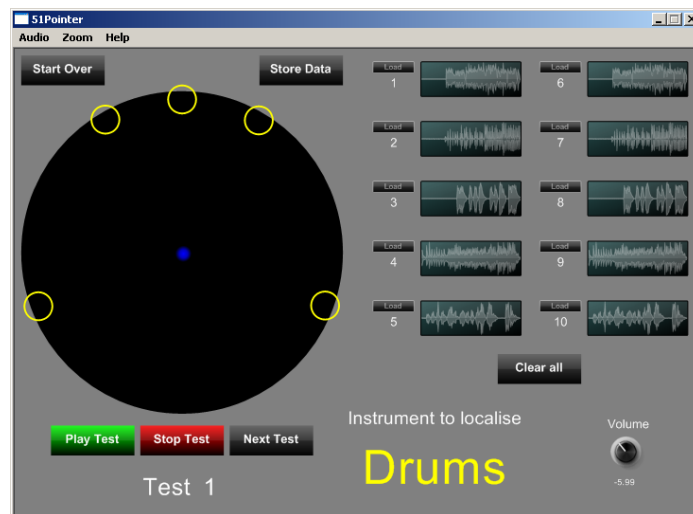 51Pointer
Audio Zoom Help
Start Over
Store Data
Load
1
Load
6
Load
2
Load
7
Load
3
Load
8
Load
4
Load
9
Load
5
Load
10
Clear all
Play Test
Stop Test
Next Test
Test 1
Instrument to localise
Drums
Volume
-5.99